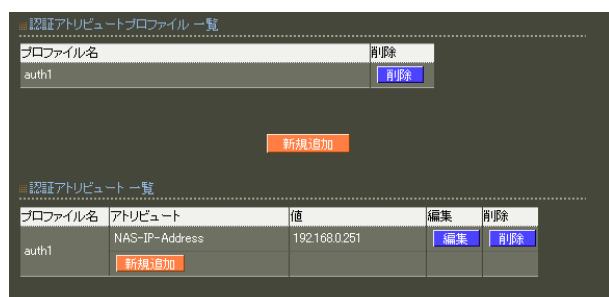 認証アトリビュートプロファイル 一覧
プロファイル名 削除
auth1 削除
新規追加
認証アトリビュート 一覧
プロファイル名 アトリビュート 値 編集 削除
auth1 NAS-IP-Address 192.168.0.251 編集 削除
新規追加